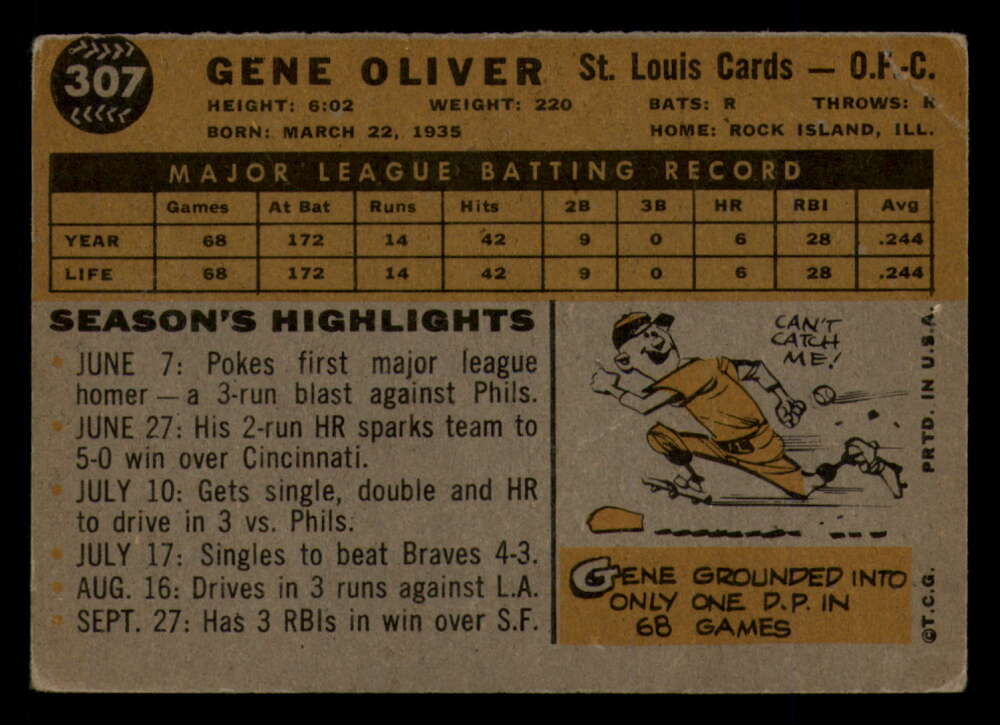 307
GENE OLIVER St. Louis Cards — O.F.-C.
HEIGHT: 6:02 WEIGHT: 220 BATS: R THROWS: R
BORN: MARCH 22, 1935 HOME: ROCK ISLAND, ILL.
MAJOR LEAGUE BATTING RECORD
Games At Bat Runs Hits 2B 3B HR RBI Avg
YEAR 68 172 14 42 9 0 6 28 .244
LIFE 68 172 14 42 9 0 6 28 .244
SEASON'S HIGHLIGHTS
• JUNE 7: Pokes first major league
homer — a 3-run blast against Phils.
• JUNE 27: His 2-run HR sparks team to
5-0 win over Cincinnati.
• JULY 10: Gets single, double and HR
to drive in 3 vs. Phils.
• JULY 17: Singles to beat Braves 4-3.
• AUG. 16: Drives in 3 runs against L.A.
• SEPT. 27: Has 3 RBIs in win over S.F.
CAN'T
CATCH
ME!
GENE GROUNDED INTO
ONLY ONE D.P. IN
68 GAMES
©T.C.G. PRTD. IN U.S.A.